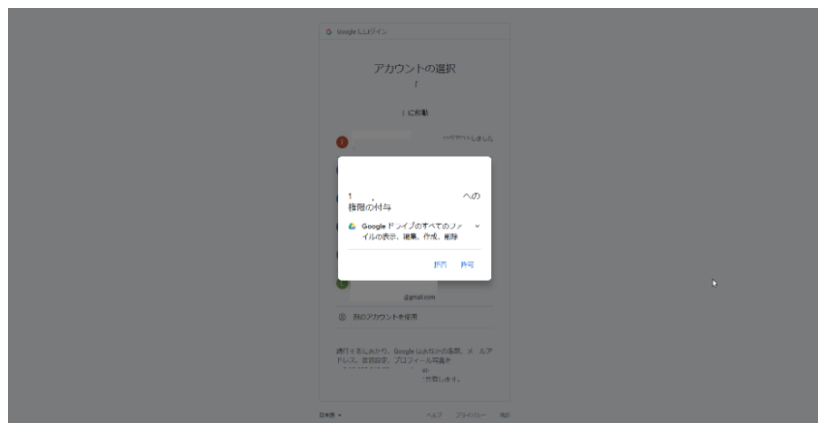 Google にログイン
アカウントの選択
に移動
ログアウトしました
への
権限の付与
Google ドライブのすべてのファ
イルの表示、編集、作成、削除
拒否 許可
@gmail.com
別のアカウントを使用
続行するにあたり、Google はあなたの名前、メールア
ドレス、言語設定、プロフィール写真を
に共有します。
日本語
ヘルプ プライバシー 規約